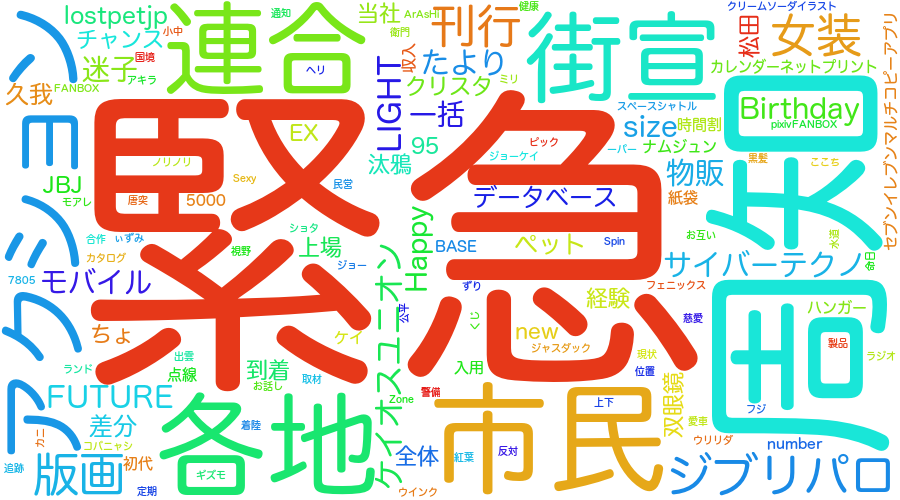 緊急
連合
アクション
市民
各地
街宣
周知
刊行
女装
たより
当社
ArAsHi
健康
通知
lostpetjp
チャンス
小中
衛門
収入
クリームソーダイラスト
松田
カレンダーネットプリント
迷子
国境
アキラ
ヘリ
クリスタ
ミリ
久我
FANBOX
LIGHT
一括
スペースシャトル
Birthday
pixivFANBOX
セブンイレブンマルチコピーアプリ
EX
95
size
時間割
ピック
汰鴉
ジョーケイ
ーパー
ナムジュン
黒髪
ここち
ノリノリ
Sexy
民営
物販
JBJ
モアレ
唐突
5000
データベース
紙袋
ショタ
Happy
合作
いずみ
視野
上場
BASE
ペット
Spin
お互い
水道
毎日
カタログ
ジョー
サイバーテクノ
7805
モバイル
ずり
経験
フェニックス
ハンガー
ちょ
ケイ
公平
くじ
new
慈愛
ケイオスユニオン
ジャスダック
製品
出雲
現状
ラジオ
ランド
点線
到着
お話し
取材
入用
位置
FUTURE
Zone
警備
双眼鏡
上下
フジ
差分
着陸
愛車
カニ
コパニャシ
全体
紅葉
反対
ウリリダ
number
追跡
版画
初代
ギズモ
定期
ウインク
ジブリパロ